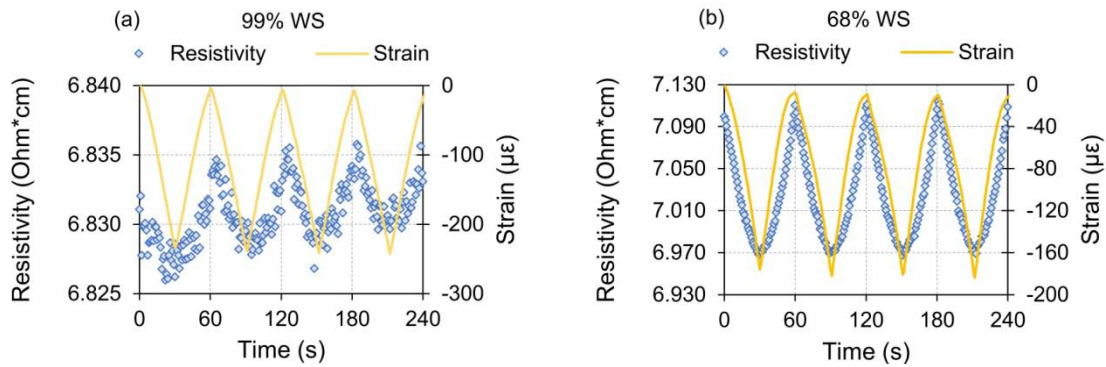 (a) 99% WS
Resistivity Strain
Resistivity (Ohm*cm)
6.840
6.835
6.830
6.825
0
-100
-200
-300
Strain (με)
0 60 120 180 240
Time (s)
(b) 68% WS
Resistivity Strain
Resistivity (Ohm*cm)
7.130
7.090
7.050
7.010
6.970
6.930
0
-40
-80
-120
-160
-200
Strain (με)
0 60 120 180 240
Time (s)